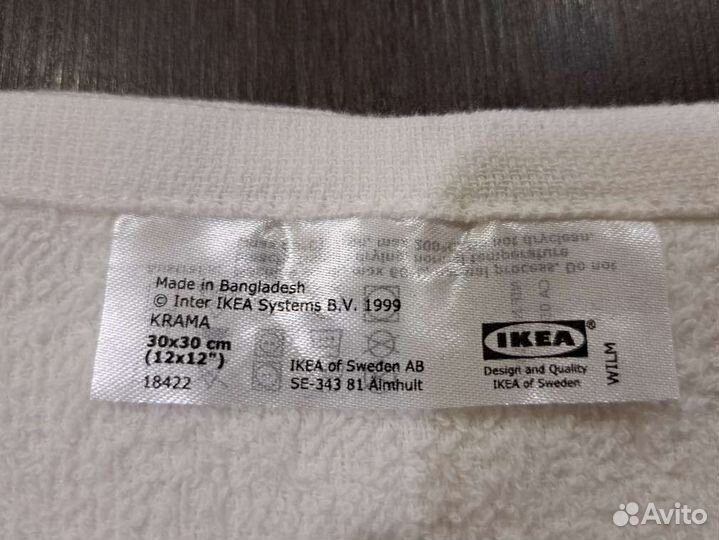 Made in Bangladesh
© Inter IKEA Systems B.V. 1999
KRAMA
30x30 cm
(12x12")
18422
IKEA of Sweden AB
SE-343 81 Älmhult
IKEA®
Design and Quality
IKEA of Sweden
WILM
Avito